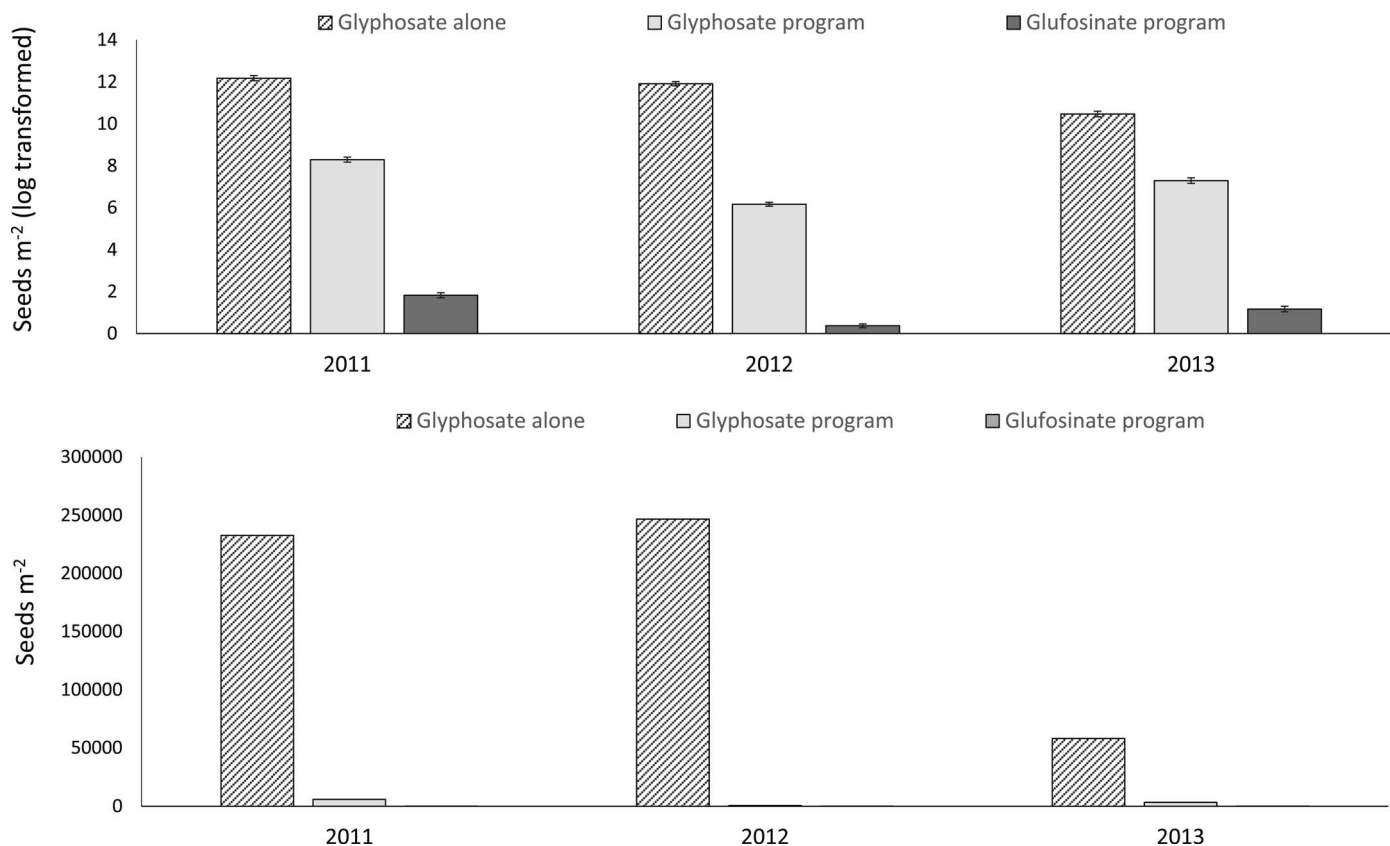 Glyphosate alone Glyphosate program Glufosinate program
Seeds m-2 (log transformed)
14
12
10
8
6
4
2
0
2011 2012 2013
Glyphosate alone Glyphosate program Glufosinate program
Seeds m-2
300000
250000
200000
150000
100000
50000
0
2011 2012 2013